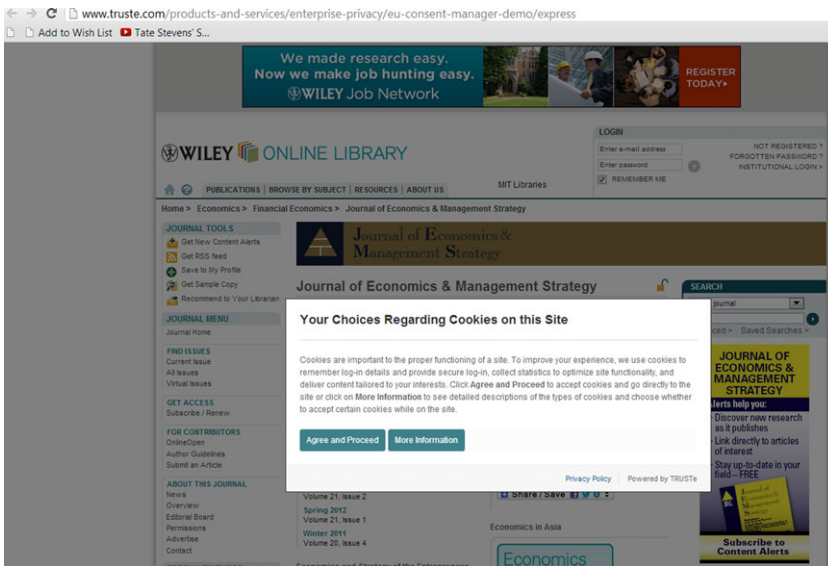 www.truste.com/products-and-services/enterprise-privacy/eu-consent-manager-demo/express
Add to Wish List Tate Stevens' S...
We made research easy.
Now we make job hunting easy.
WILEY Job Network
REGISTER
TODAY
WILEY ONLINE LIBRARY
LOGIN
Enter e-mail address
Enter password
REMEMBER ME
NOT REGISTERED ?
FORGOTTEN PASSWORD ?
INSTITUTIONAL LOGIN >
PUBLICATIONS | BROWSE BY SUBJECT | RESOURCES | ABOUT US
MIT Libraries
Home > Economics > Financial Economics > Journal of Economics & Management Strategy
JOURNAL TOOLS
Get New Content Alerts
Get RSS feed
Save to My Profile
Get Sample Copy
Recommend to Your Librarian
JOURNAL MENU
Journal Home
FIND ISSUES
Current Issue
All Issues
Virtual Issues
GET ACCESS
Subscribe / Renew
FOR CONTRIBUTORS
OnlineOpen
Author Guidelines
Submit an Article
ABOUT THIS JOURNAL
News
Overview
Editorial Board
Permissions
Advertise
Contact
Journal of Economics &
Management Strategy
Journal of Economics & Management Strategy
Your Choices Regarding Cookies on this Site
Cookies are important to the proper functioning of a site. To improve your experience, we use cookies to
remember log-in details and provide secure log-in, collect statistics to optimize site functionality, and
deliver content tailored to your interests. Click Agree and Proceed to accept cookies and go directly to the
site or click on More Information to see detailed descriptions of the types of cookies and choose whether
to accept certain cookies while on the site.
Agree and Proceed More Information
Privacy Policy Powered by TRUSTe
Volume 21, Issue 2
Spring 2012
Volume 21, Issue 1
Winter 2011
Volume 20, Issue 4
Share / Save
Economics in Asia
Economics
SEARCH
journal
Saved Searches >
JOURNAL OF
ECONOMICS &
MANAGEMENT
STRATEGY
Alerts help you:
Discover new research
as it publishes
Link directly to articles
of interest
Stay up-to-date in your
field – FREE
Journal of
Economics &
Management
Strategy
Subscribe to
Content Alerts